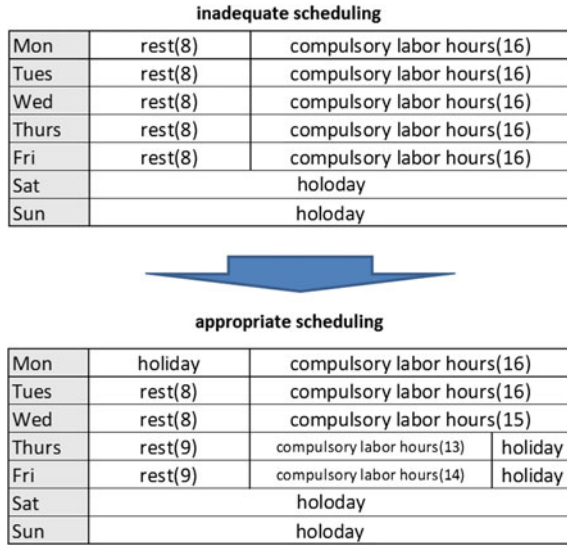 inadequate scheduling
Mon rest(8) compulsory labor hours(16)
Tues rest(8) compulsory labor hours(16)
Wed rest(8) compulsory labor hours(16)
Thurs rest(8) compulsory labor hours(16)
Fri rest(8) compulsory labor hours(16)
Sat holoday
Sun holoday
appropriate scheduling
Mon holiday compulsory labor hours(16)
Tues rest(8) compulsory labor hours(16)
Wed rest(8) compulsory labor hours(15)
Thurs rest(9) compulsory labor hours(13) holiday
Fri rest(9) compulsory labor hours(14) holiday
Sat holoday
Sun holoday